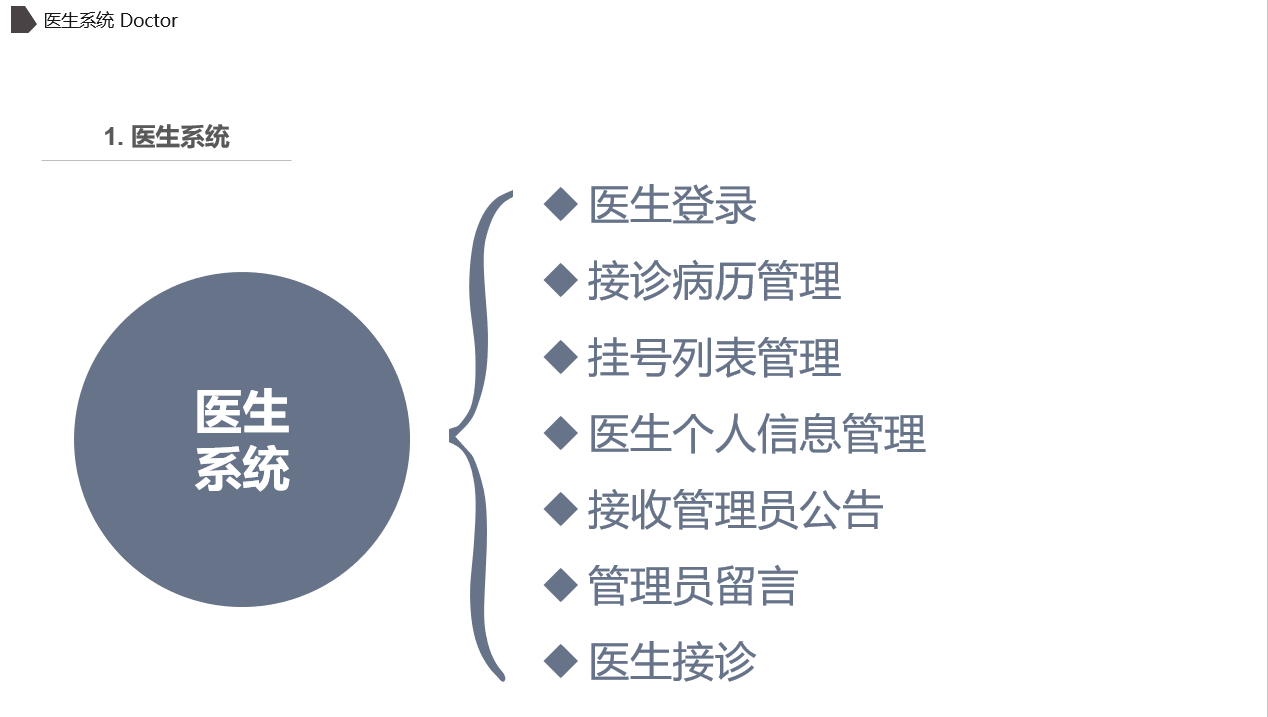 医生系统 Doctor
1. 医生系统
医生
系统
医生登录
接诊病历管理
挂号列表管理
医生个人信息管理
接收管理员公告
管理员留言
医生接诊